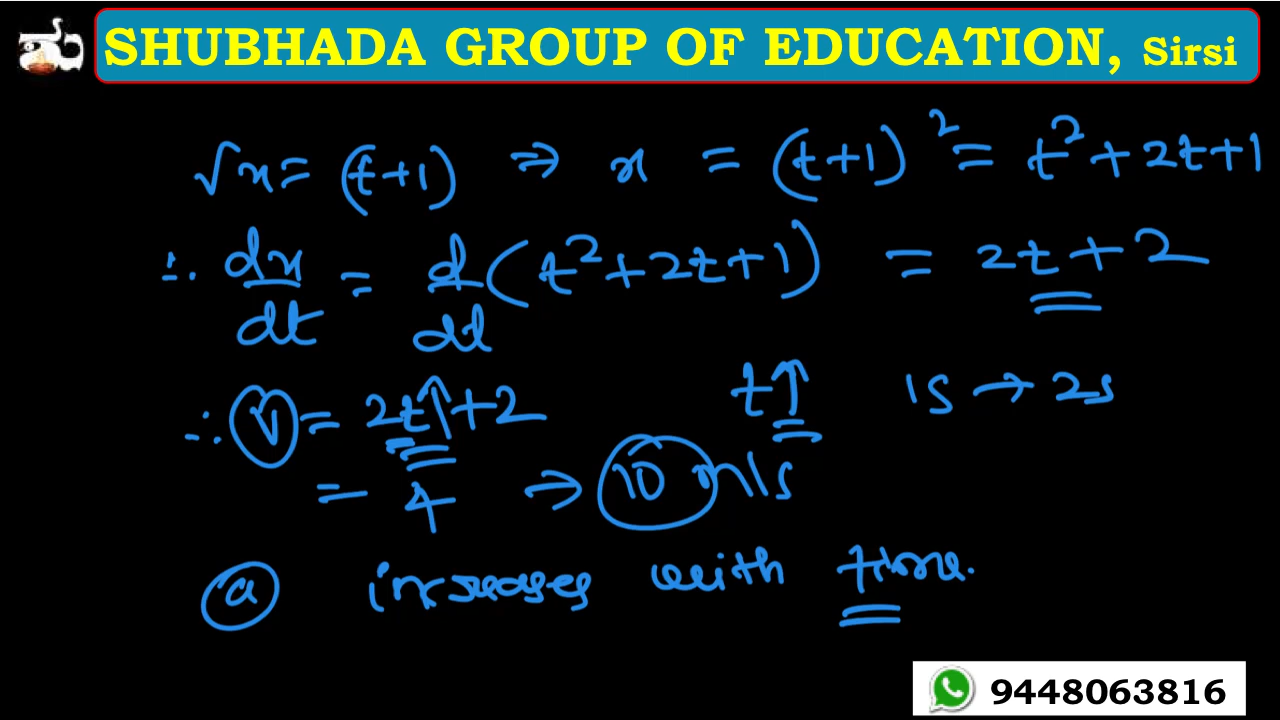 SHUBHADA GROUP OF EDUCATION, Sirsi
√x = (t+1) ⇒ x = (t+1)² = t²+2t+1
∴ dx/dt = d/dt (t²+2t+1) = 2t+2
∴ V = 2t↑+2 t↑ 1s → 2s
= 4 → 10 m/s
a increases with time.
9448063816